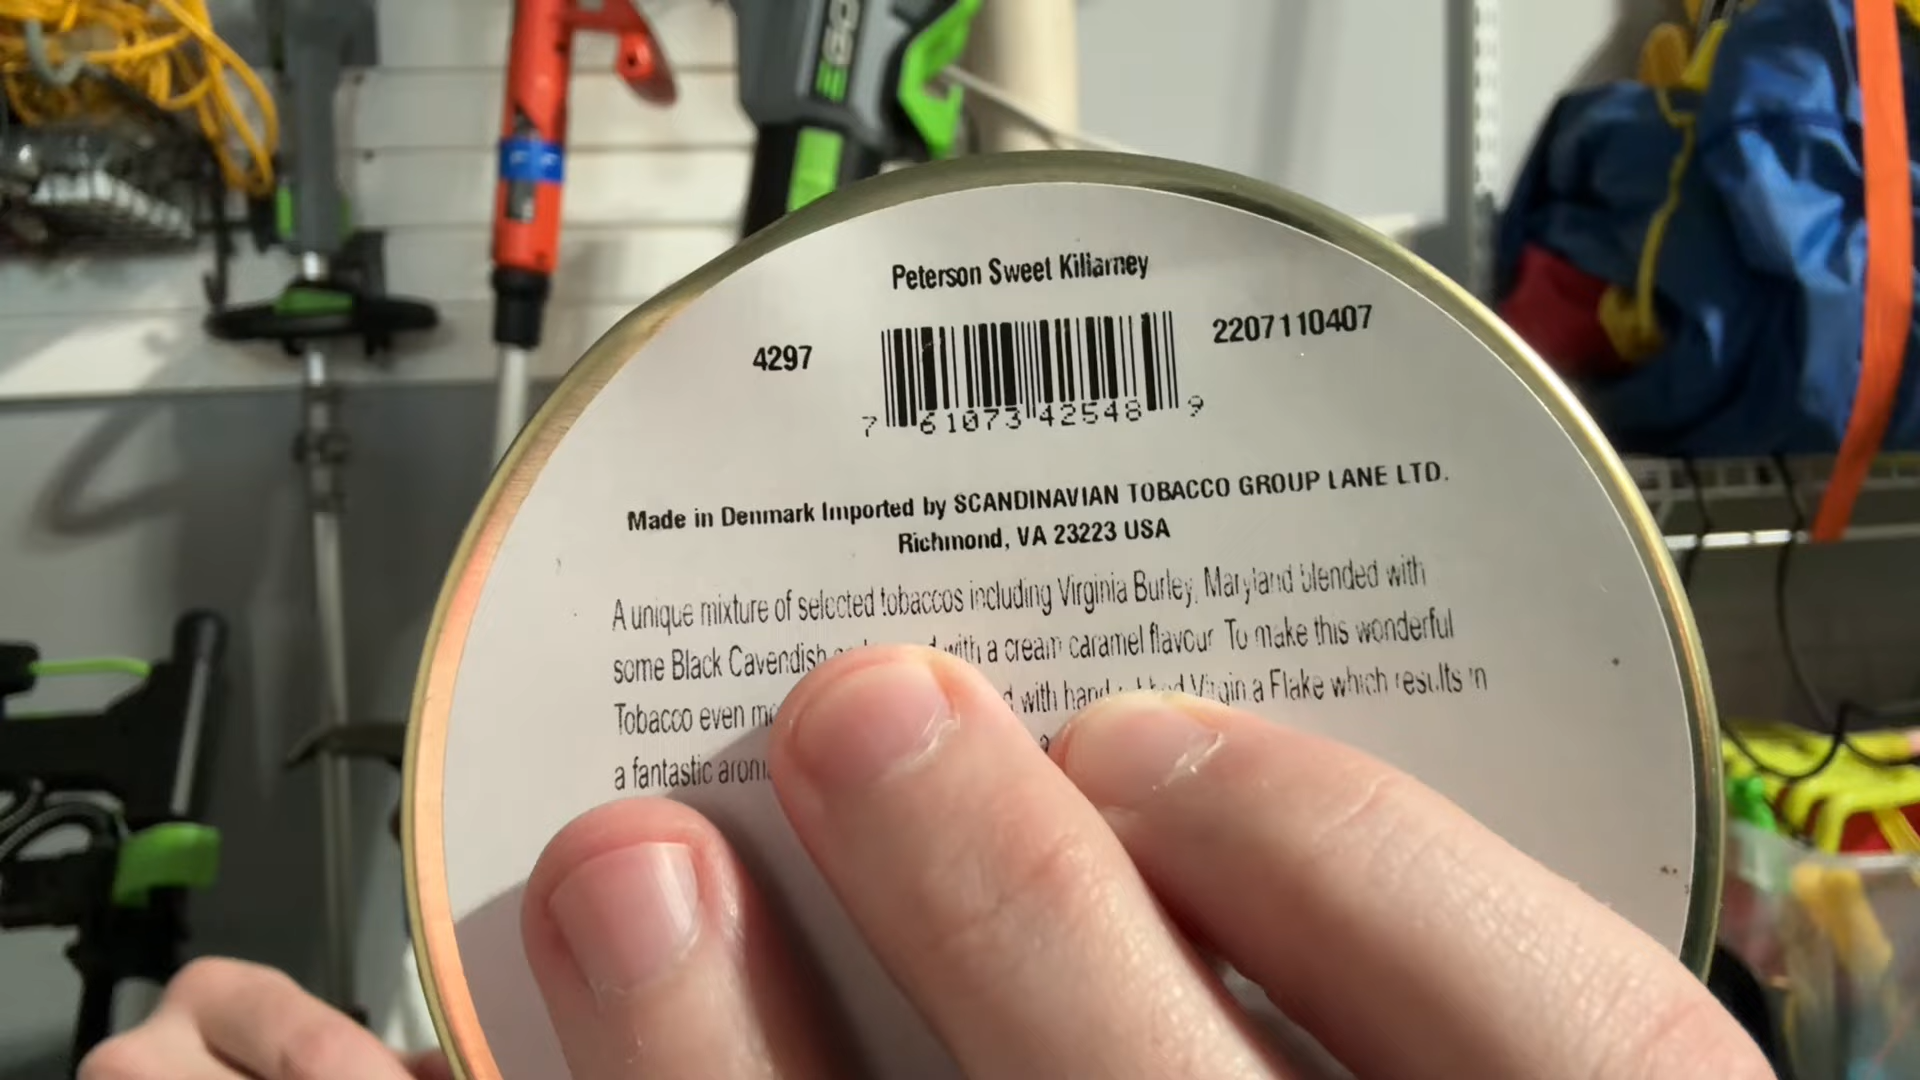 EGO
Peterson Sweet Killarney
4297
2207110407
7 61073 42548 9
Made in Denmark Imported by SCANDINAVIAN TOBACCO GROUP LANE LTD.
Richmond, VA 23223 USA
A unique mixture of selected tobaccos including Virginia Burley, Maryland blended with
some Black Cavendish with a cream caramel flavour To make this wonderful
Tobacco even with hand Virginia Flake which results in
a fantastic